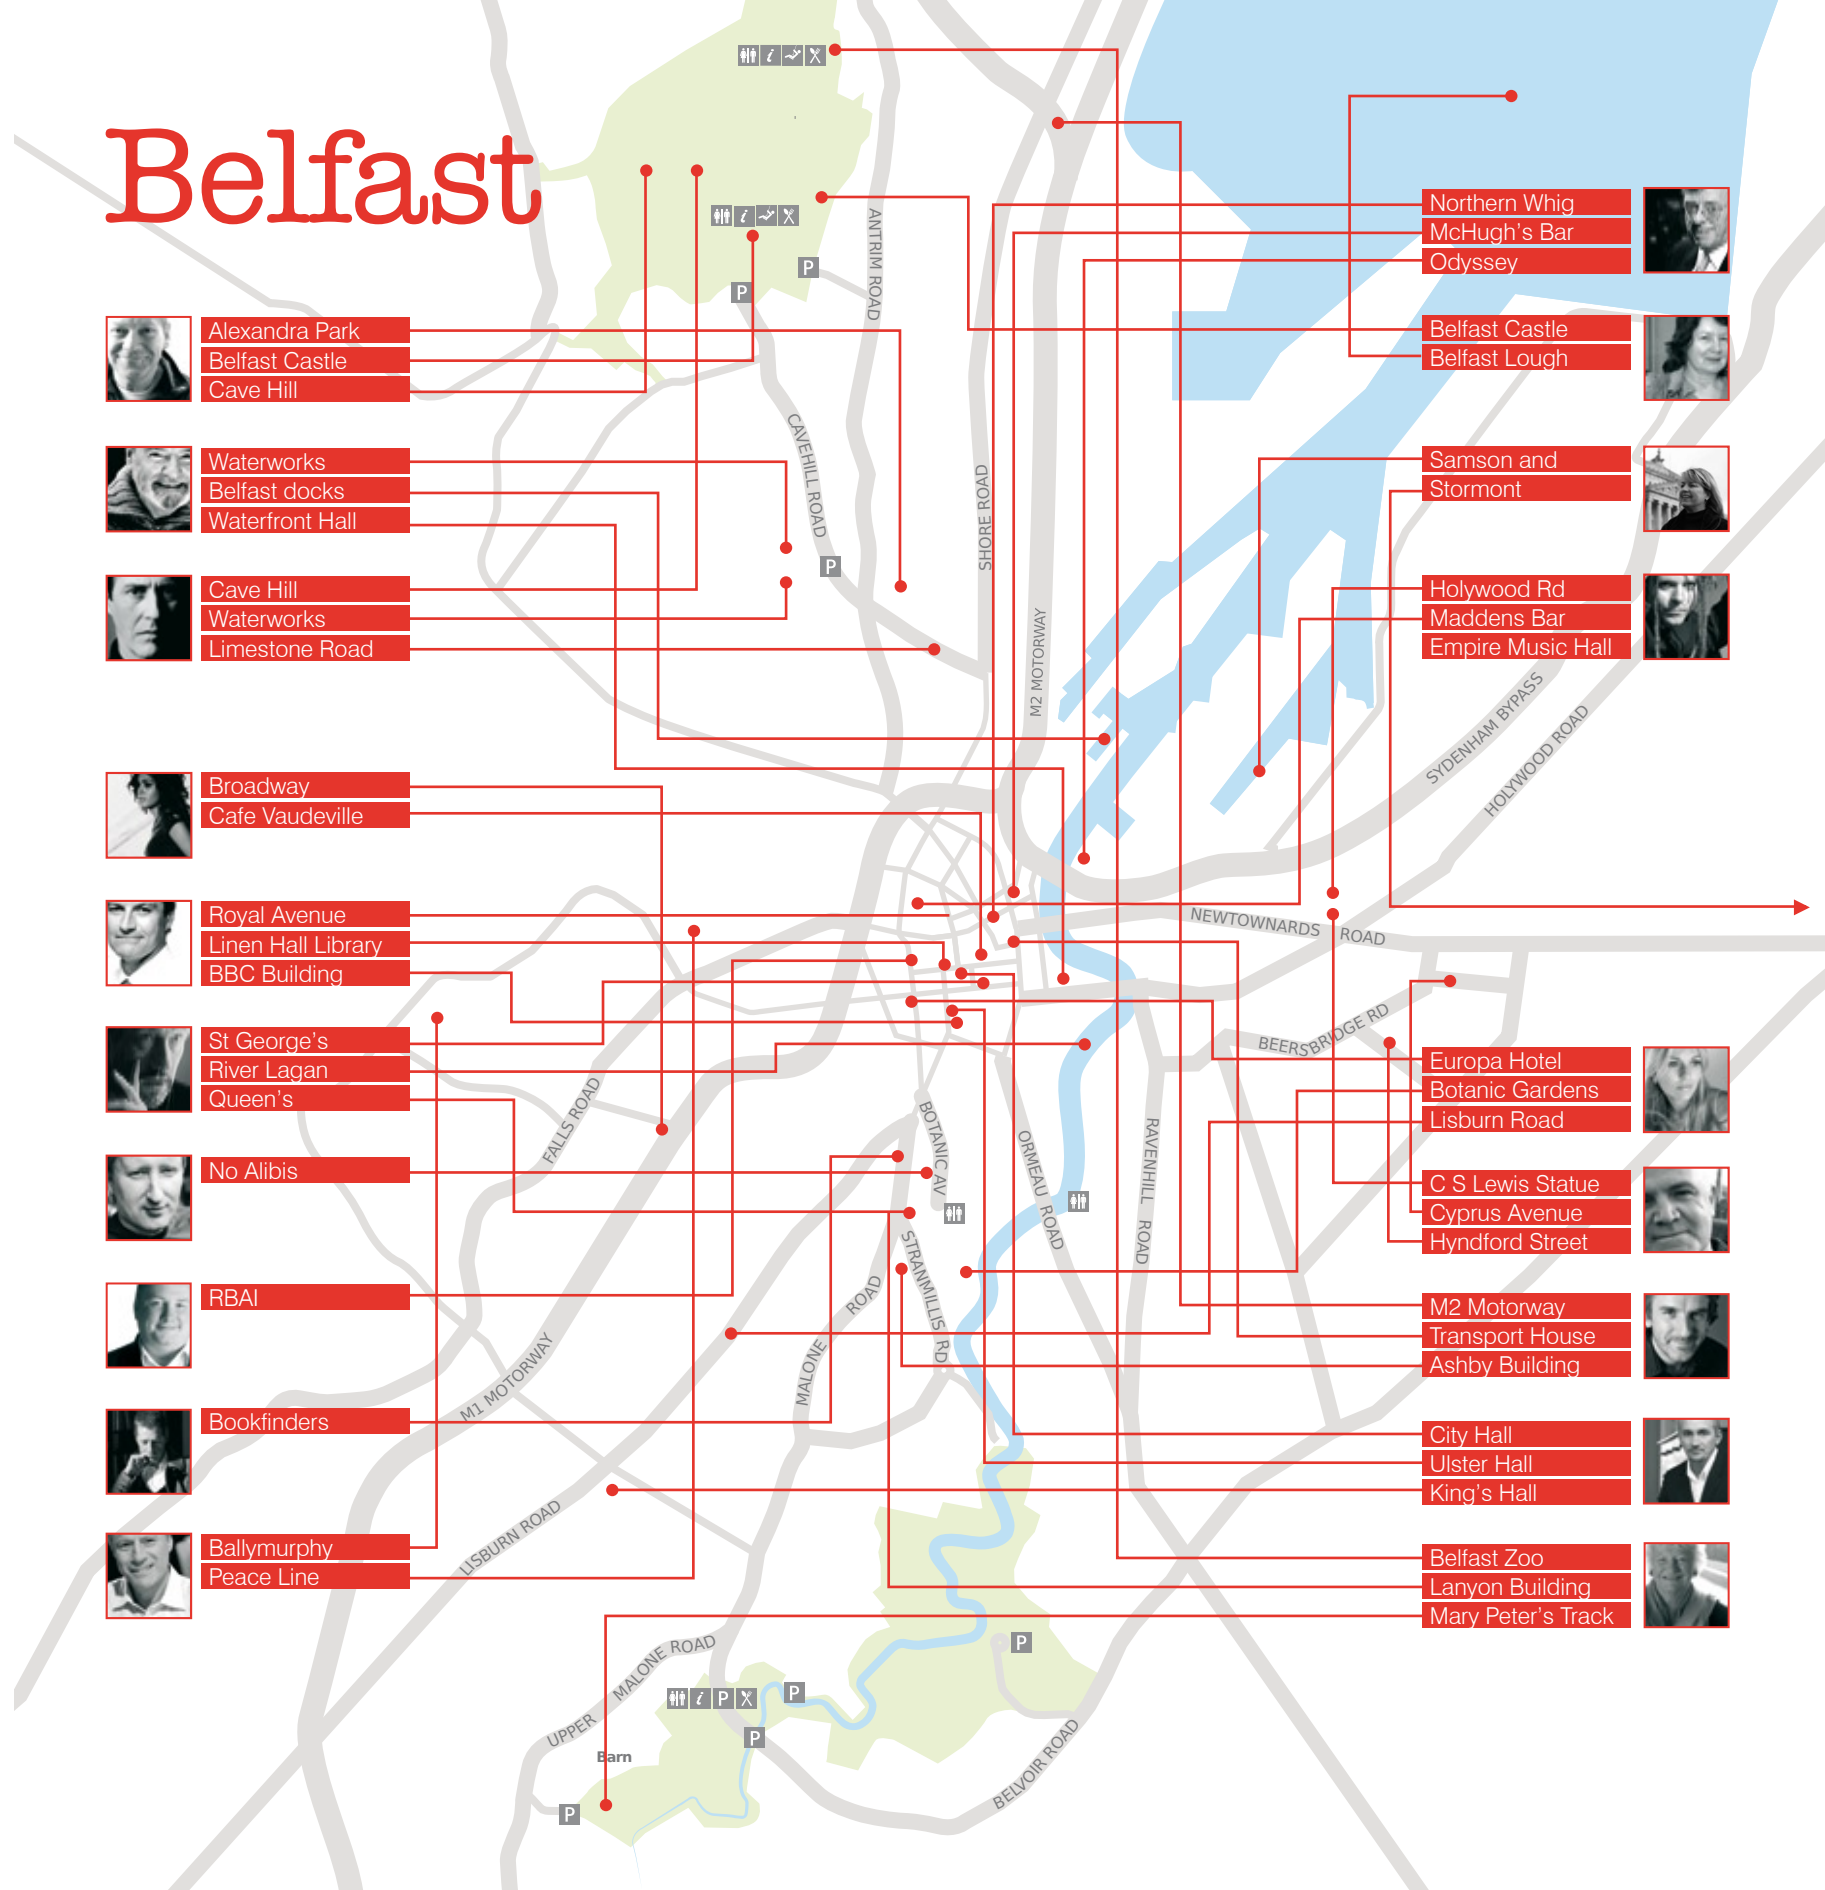 Belfast
Alexandra Park
Belfast Castle
Cave Hill
Waterworks
Belfast docks
Waterfront Hall
Cave Hill
Waterworks
Limestone Road
Broadway
Cafe Vaudeville
Royal Avenue
Linen Hall Library
BBC Building
St George's
River Lagan
Queen's
No Alibis
RBAI
Bookfinders
Ballymurphy
Peace Line
Northern Whig
McHugh's Bar
Odyssey
Belfast Castle
Belfast Lough
Samson and
Stormont
Holywood Rd
Maddens Bar
Empire Music Hall
Europa Hotel
Botanic Gardens
Lisburn Road
C S Lewis Statue
Cyprus Avenue
Hyndford Street
M2 Motorway
Transport House
Ashby Building
City Hall
Ulster Hall
King's Hall
Belfast Zoo
Lanyon Building
Mary Peter's Track
i
i
P
P
ANTRIM ROAD
CAVEHILL ROAD
P
SHORE ROAD
M2 MOTORWAY
SYDENHAM BYPASS
HOLYWOOD ROAD
NEWTOWNARDS ROAD
BEERSBRIDGE RD
FALLS ROAD
BOTANIC AV
ORMEAU ROAD
RAVENHILL ROAD
STRANMILLIS RD
MALONE ROAD
M1 MOTORWAY
LISBURN ROAD
UPPER MALONE ROAD
P
i P
P
P
Barn
P
BELVOIR ROAD